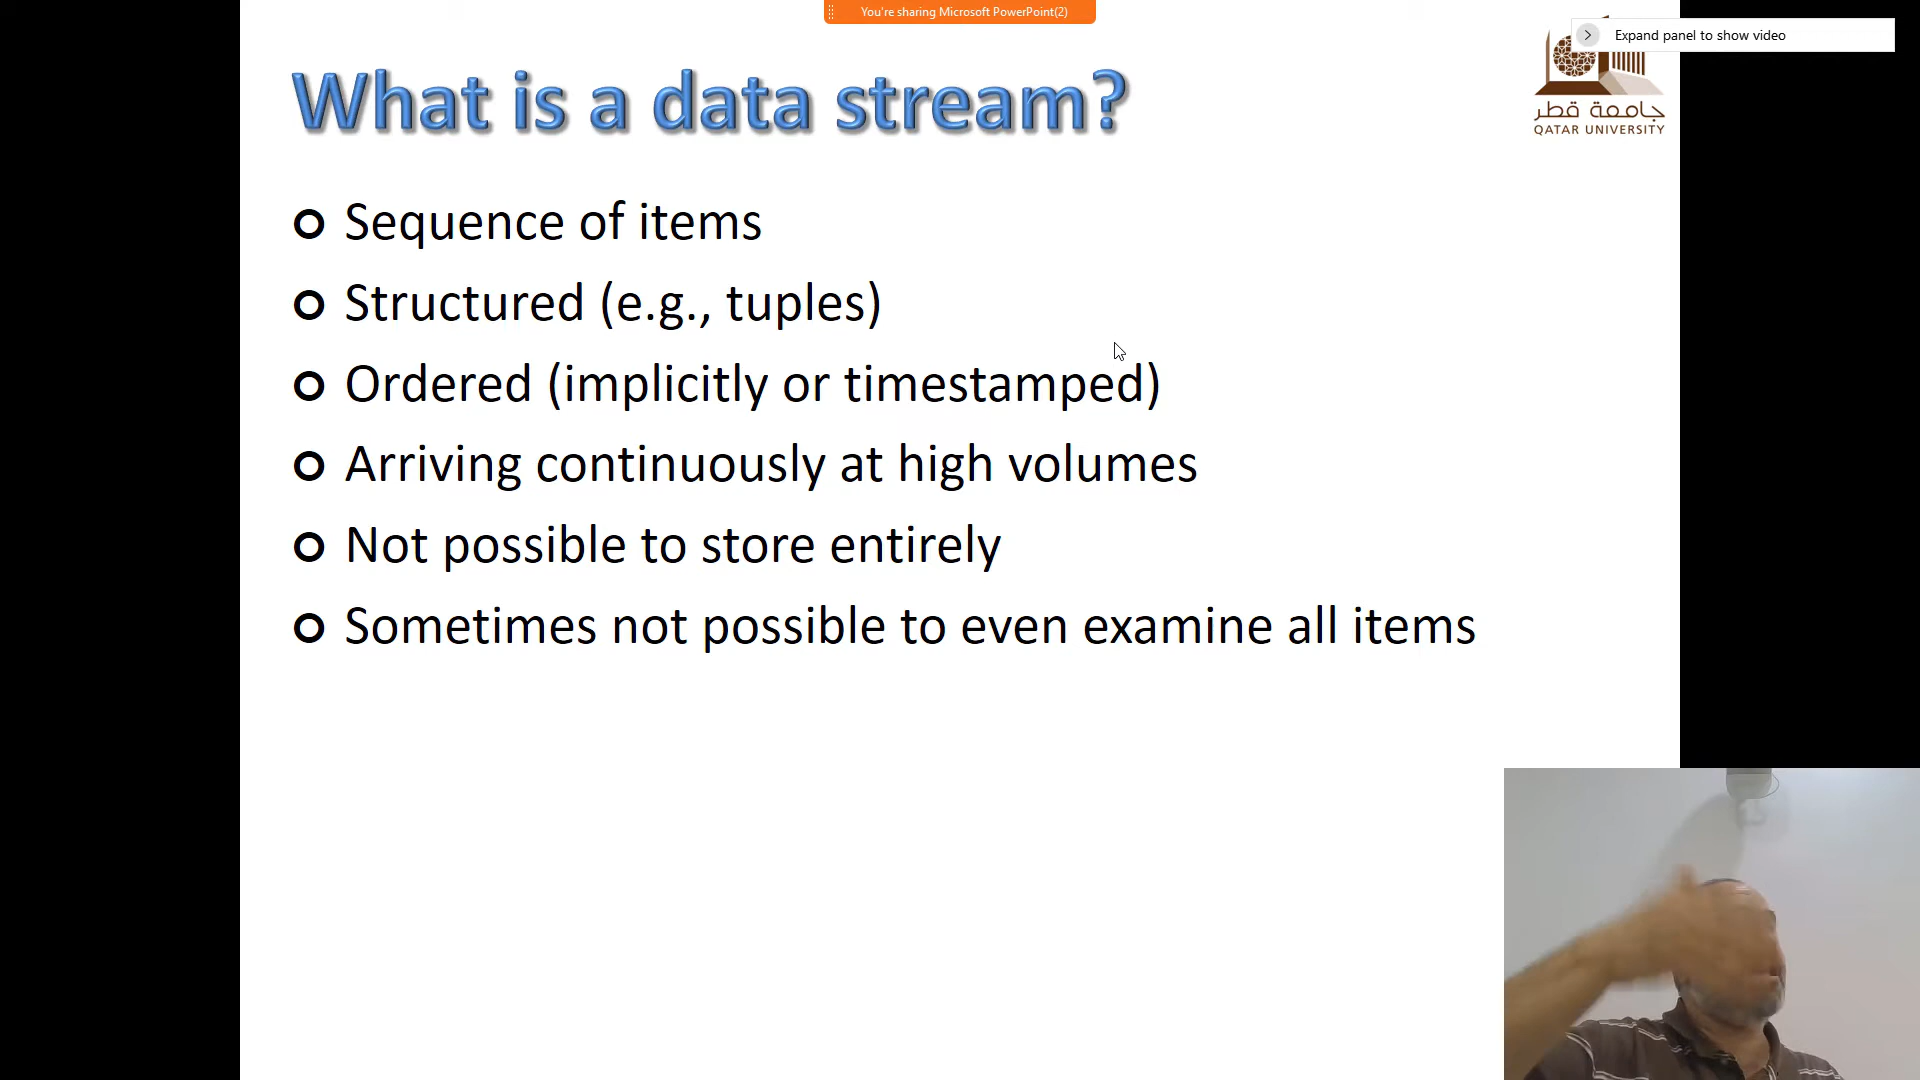 You're sharing Microsoft PowerPoint(2)
Expand panel to show video
What is a data stream?
جامعة قطر
QATAR UNIVERSITY
Sequence of items
Structured (e.g., tuples)
Ordered (implicitly or timestamped)
Arriving continuously at high volumes
Not possible to store entirely
Sometimes not possible to even examine all items